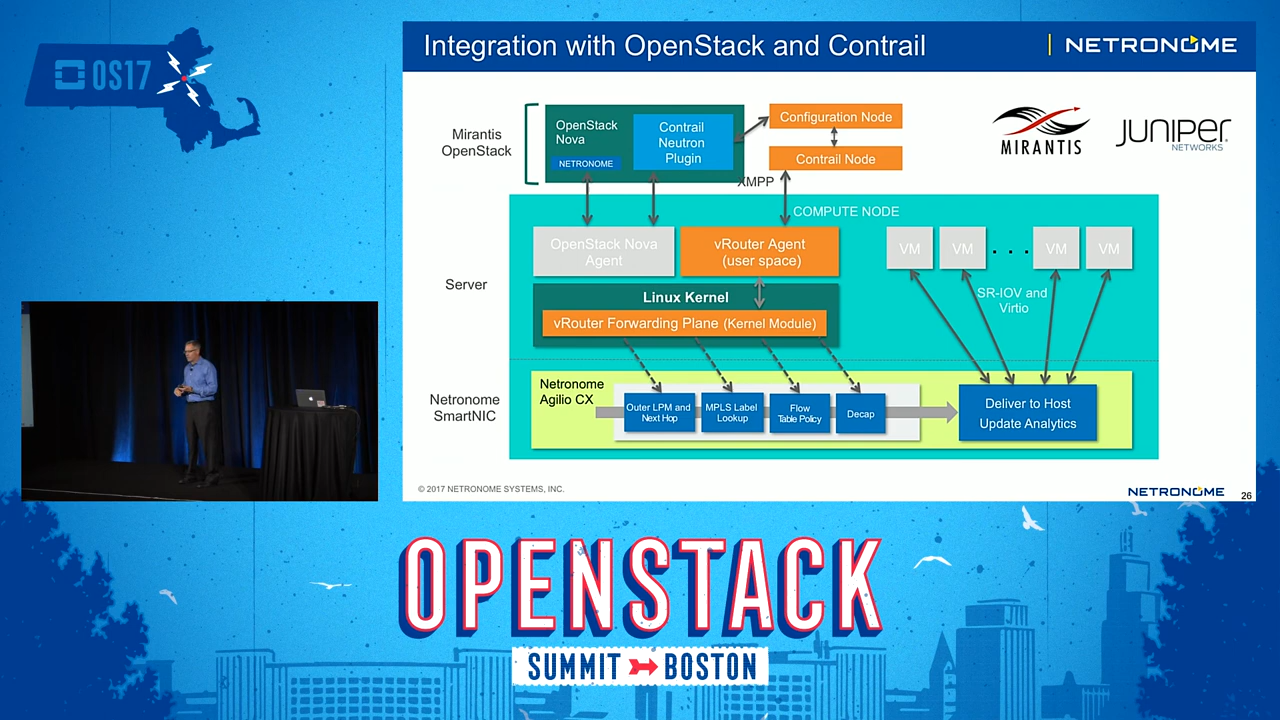 OS17
Integration with OpenStack and Contrail
NETRONOME
Mirantis
OpenStack
OpenStack
Nova
NETRONOME
Contrail
Neutron
Plugin
Configuration Node
Contrail Node
XMPP
MIRANTIS
JUNIPER
NETWORKS
COMPUTE NODE
Server
OpenStack Nova
Agent
vRouter Agent
(user space)
VM
VM
. . .
VM
VM
SR-IOV and
Virtio
Linux Kernel
vRouter Forwarding Plane (Kernel Module)
Netronome
SmartNIC
Netronome
Agilio CX
Outer LPM and
Next Hop
MPLS Label
Lookup
Flow
Table Policy
Decap
Deliver to Host
Update Analytics
© 2017 NETRONOME SYSTEMS, INC.
NETRONOME
26
OPENSTACK
SUMMIT BOSTON